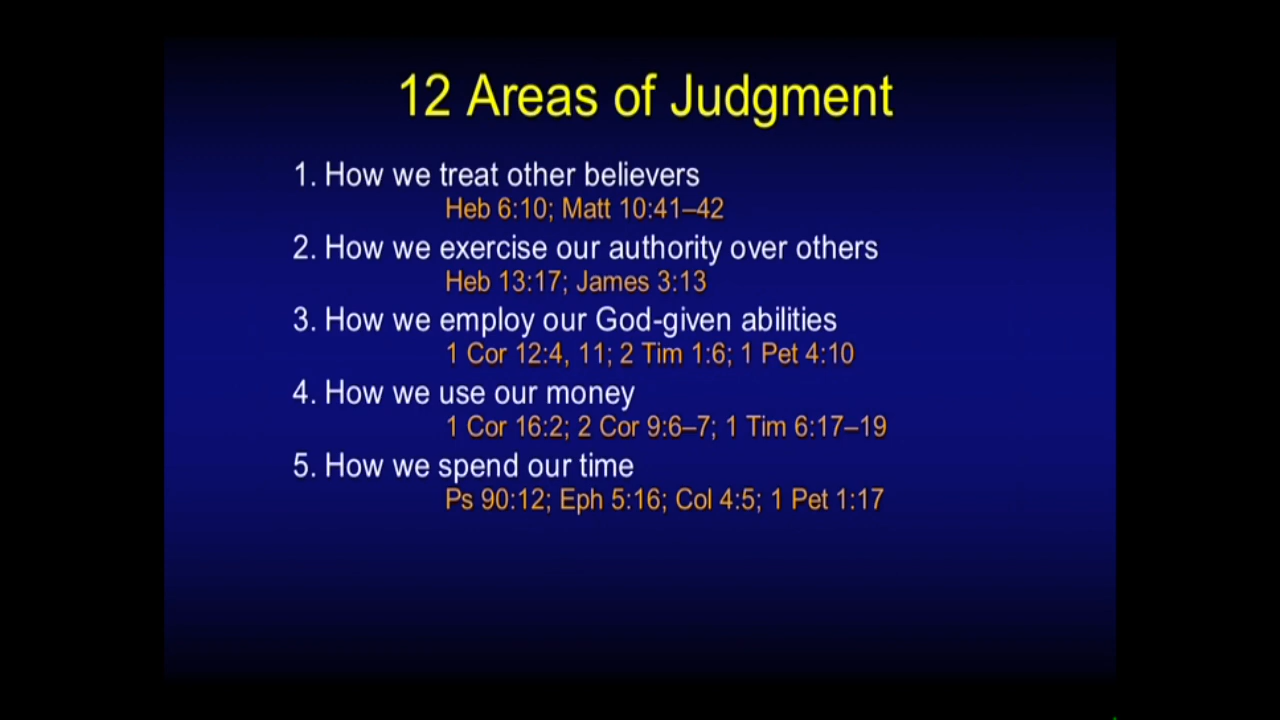 12 Areas of Judgment
1. How we treat other believers
Heb 6:10; Matt 10:41–42
2. How we exercise our authority over others
Heb 13:17; James 3:13
3. How we employ our God-given abilities
1 Cor 12:4, 11; 2 Tim 1:6; 1 Pet 4:10
4. How we use our money
1 Cor 16:2; 2 Cor 9:6–7; 1 Tim 6:17–19
5. How we spend our time
Ps 90:12; Eph 5:16; Col 4:5; 1 Pet 1:17